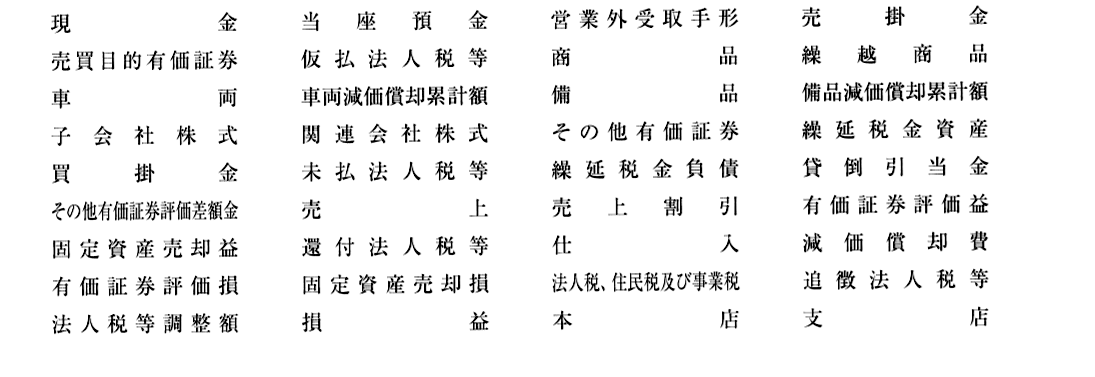 現金 当座預金 営業外受取手形 売掛金
売買目的有価証券 仮払法人税等 商品 繰越商品
車両 車両減価償却累計額 備品 備品減価償却累計額
子会社株式 関連会社株式 その他有価証券 繰延税金資産
買掛金 未払法人税等 繰延税金負債 貸倒引当金
その他有価証券評価差額金 売上 売上割引 有価証券評価益
固定資産売却益 還付法人税等 仕入 減価償却費
有価証券評価損 固定資産売却損 法人税、住民税及び事業税 追徴法人税等
法人税等調整額 損益 本店 支店